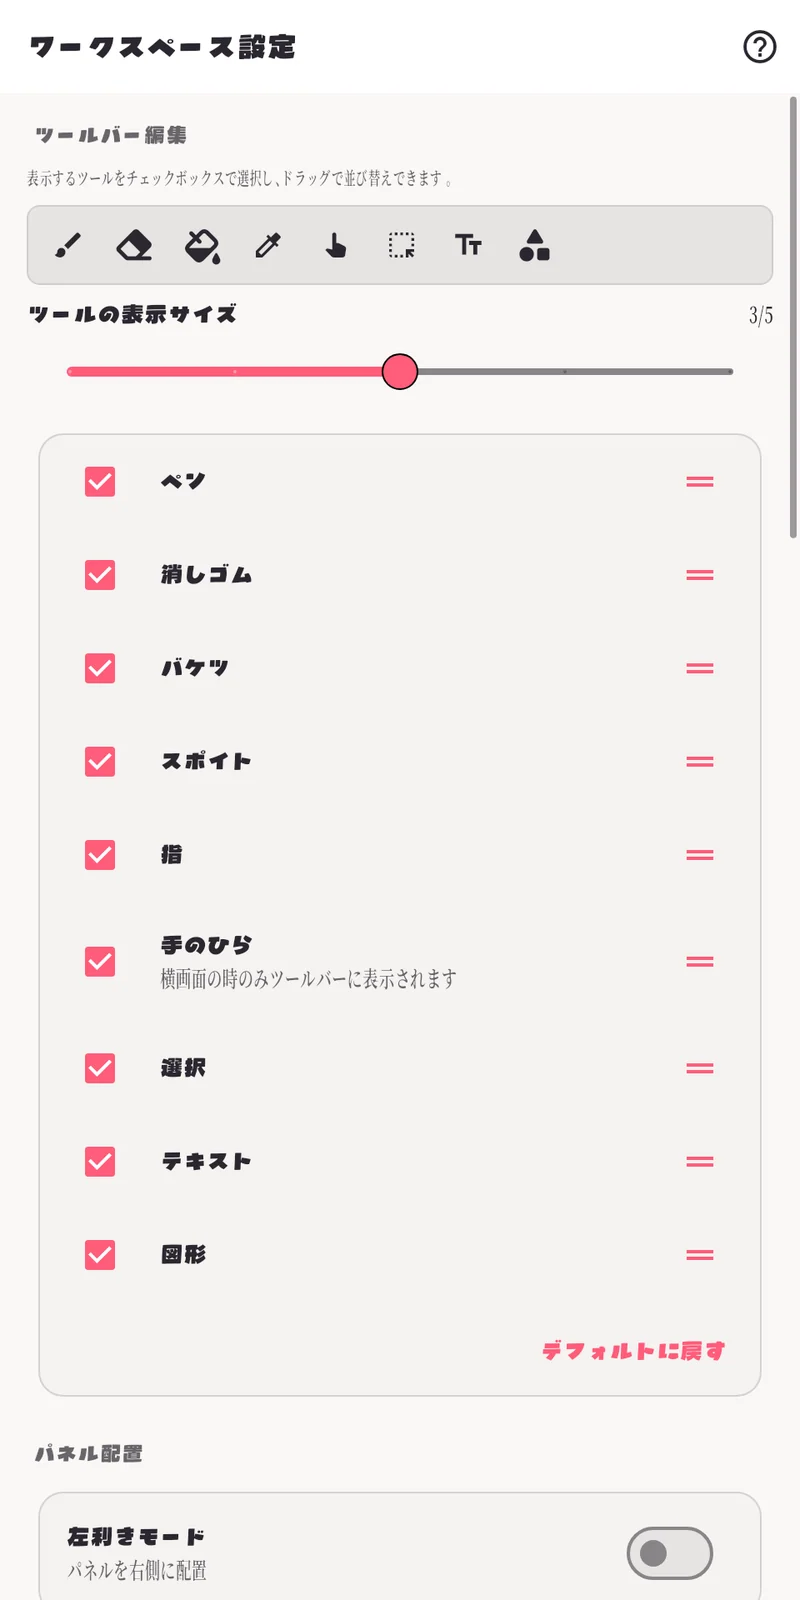 ワークスペース設定
ツールバー編集
表示するツールをチェックボックスで選択し、ドラッグで並び替えできます。
Tт
ツールの表示サイズ
3/5
ペン
消しゴム
バケツ
スポイト
指
手のひら
横画面の時のみツールバーに表示されます
選択
テキスト
図形
デフォルトに戻す
パネル配置
左利きモード
パネルを右側に配置